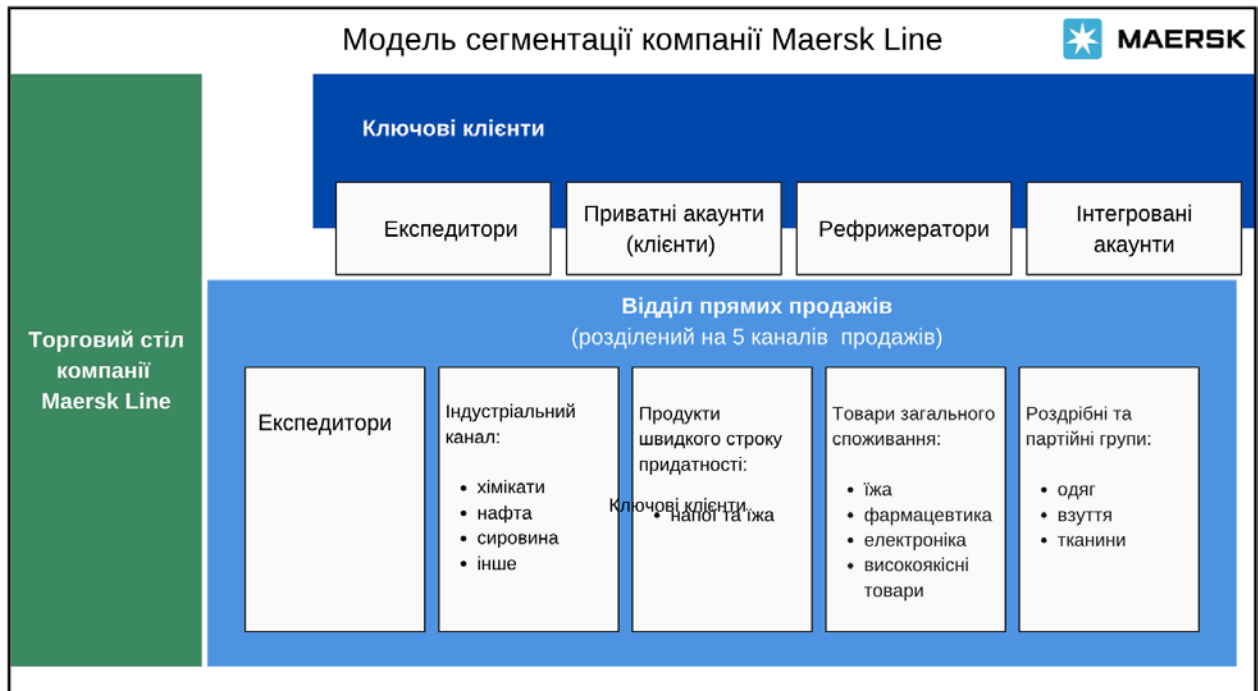 Модель сегментації компанії Maersk Line
MAERSK
Ключові клієнти
Експедитори
Приватні акаунти
(клієнти)
Рефрижератори
Інтегровані
акаунти
Торговий стіл
компанії
Maersk Line
Відділ прямих продажів
(розділений на 5 каналів продажів)
Експедитори
Індустріальний
канал:
• хімікати
• нафта
• сировина
• інше
Продукти
швидкого строку
придатності:
Ключові клієнти
• напої та їжа
Товари загального
споживання:
• їжа
• фармацевтика
• електроніка
• високоякісні
товари
Роздрібні та
партійні групи:
• одяг
• взуття
• тканини